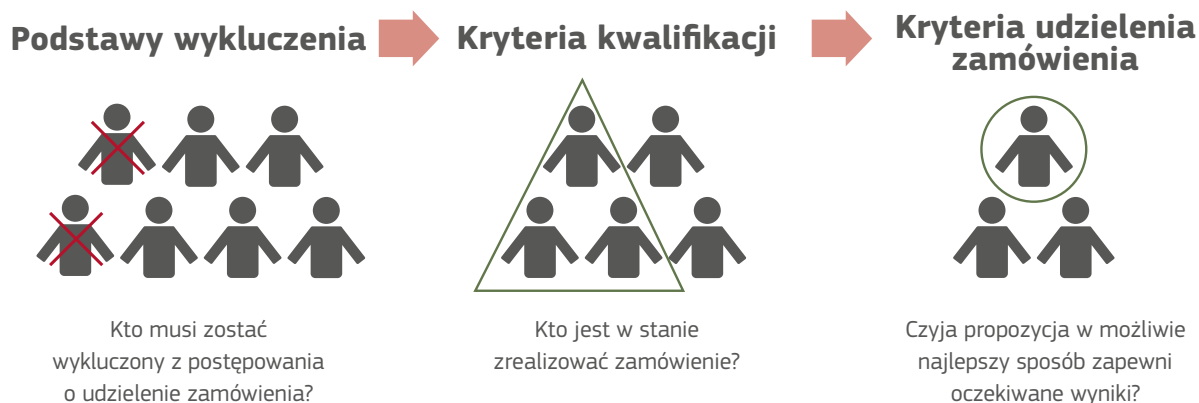 Podstawy wykluczenia
Kryteria kwalifikacji
Kryteria udzielenia
zamówienia
Kto musi zostać
wykluczony z postępowania
o udzielenie zamówienia?
Kto jest w stanie
zrealizować zamówienie?
Czyja propozycja w możliwie
najlepszy sposób zapewni
oczekiwane wyniki?